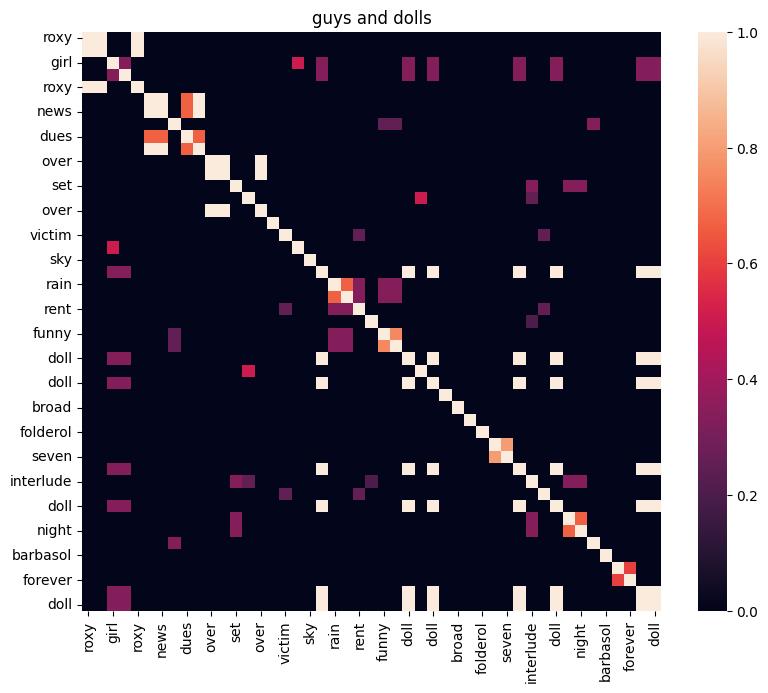 guys and dolls
roxy
girl
roxy
news
dues
over
set
over
victim
sky
rain
rent
funny
doll
doll
broad
folderol
seven
interlude
doll
night
barbasol
forever
doll
1.0
0.8
0.6
0.4
0.2
0.0
roxy
girl
roxy
news
dues
over
set
over
victim
sky
rain
rent
funny
doll
doll
broad
folderol
seven
interlude
doll
night
barbasol
forever
doll